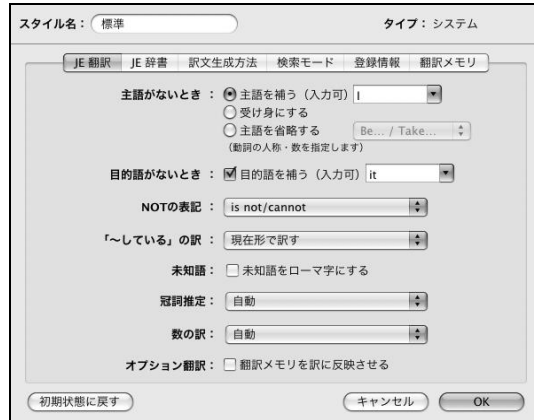 スタイル名： 標準 タイプ： システム
JE 翻訳 JE 辞書 訳文生成方法 検索モード 登録情報 翻訳メモリ
主語がないとき： 主語を補う（入力可） I
受け身にする
主語を省略する Be... / Take...
（動詞の人称・数を指定します）
目的語がないとき： 目的語を補う（入力可） it
NOTの表記： is not/cannot
「～している」の訳： 現在形で訳す
未知語： 未知語をローマ字にする
冠詞推定： 自動
数の訳： 自動
オプション翻訳： 翻訳メモリを訳に反映させる
初期状態に戻す キャンセル OK